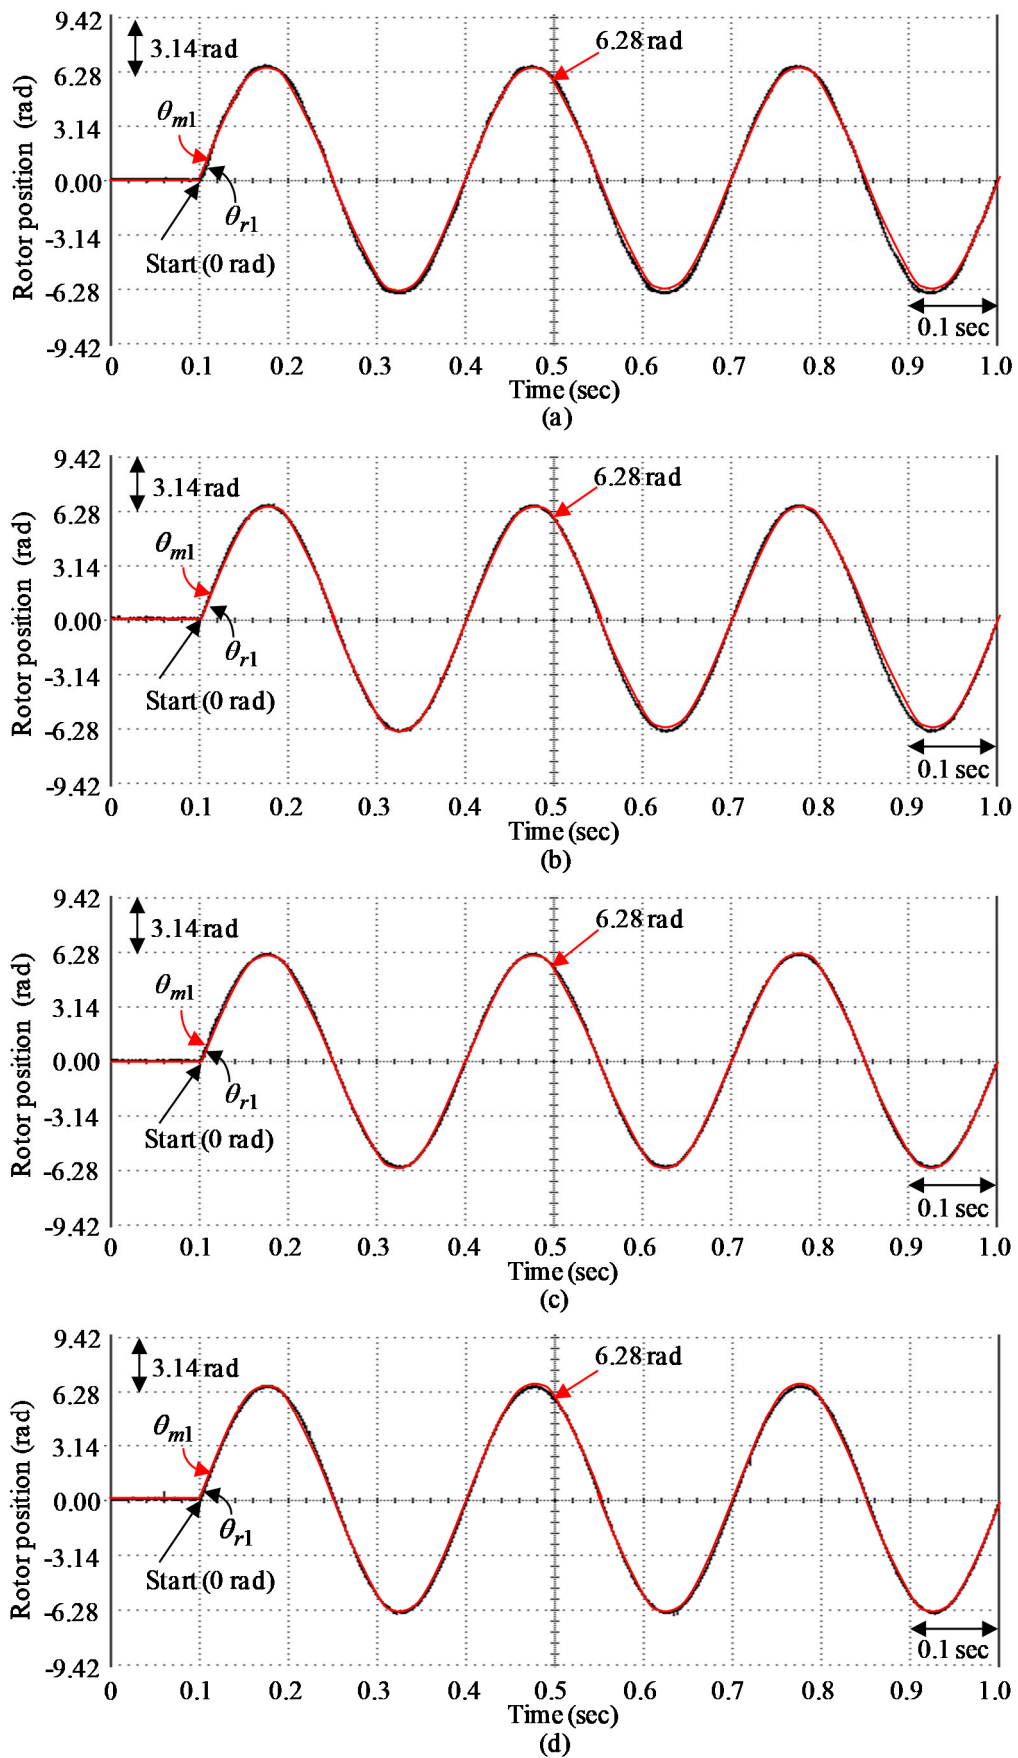 9.42
3.14 rad
6.28 rad
6.28
θm1
3.14
Rotor position (rad)
0.00
θr1
-3.14
Start (0 rad)
-6.28
0.1 sec
-9.42
0 0.1 0.2 0.3 0.4 0.5 0.6 0.7 0.8 0.9 1.0
Time (sec)
(a)
9.42
3.14 rad
6.28 rad
6.28
θm1
3.14
Rotor position (rad)
0.00
θr1
-3.14
Start (0 rad)
-6.28
0.1 sec
-9.42
0 0.1 0.2 0.3 0.4 0.5 0.6 0.7 0.8 0.9 1.0
Time (sec)
(b)
9.42
3.14 rad
6.28 rad
6.28
θm1
3.14
Rotor position (rad)
0.00
θr1
-3.14
Start (0 rad)
-6.28
0.1 sec
-9.42
0 0.1 0.2 0.3 0.4 0.5 0.6 0.7 0.8 0.9 1.0
Time (sec)
(c)
9.42
3.14 rad
6.28 rad
6.28
θm1
3.14
Rotor position (rad)
0.00
θr1
-3.14
Start (0 rad)
-6.28
0.1 sec
-9.42
0 0.1 0.2 0.3 0.4 0.5 0.6 0.7 0.8 0.9 1.0
Time (sec)
(d)